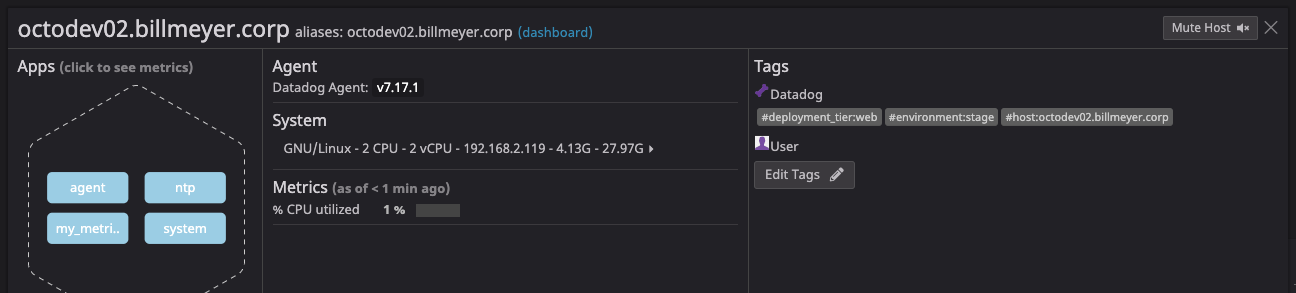 octodev02.billmeyer.corp aliases: octodev02.billmeyer.corp (dashboard)
Mute Host
Apps (click to see metrics)
agent
ntp
my_metri..
system
Agent
Datadog Agent: v7.17.1
System
GNU/Linux - 2 CPU - 2 vCPU - 192.168.2.119 - 4.13G - 27.97G
Metrics (as of < 1 min ago)
% CPU utilized 1 %
Tags
Datadog
#deployment_tier:web #environment:stage #host:octodev02.billmeyer.corp
User
Edit Tags